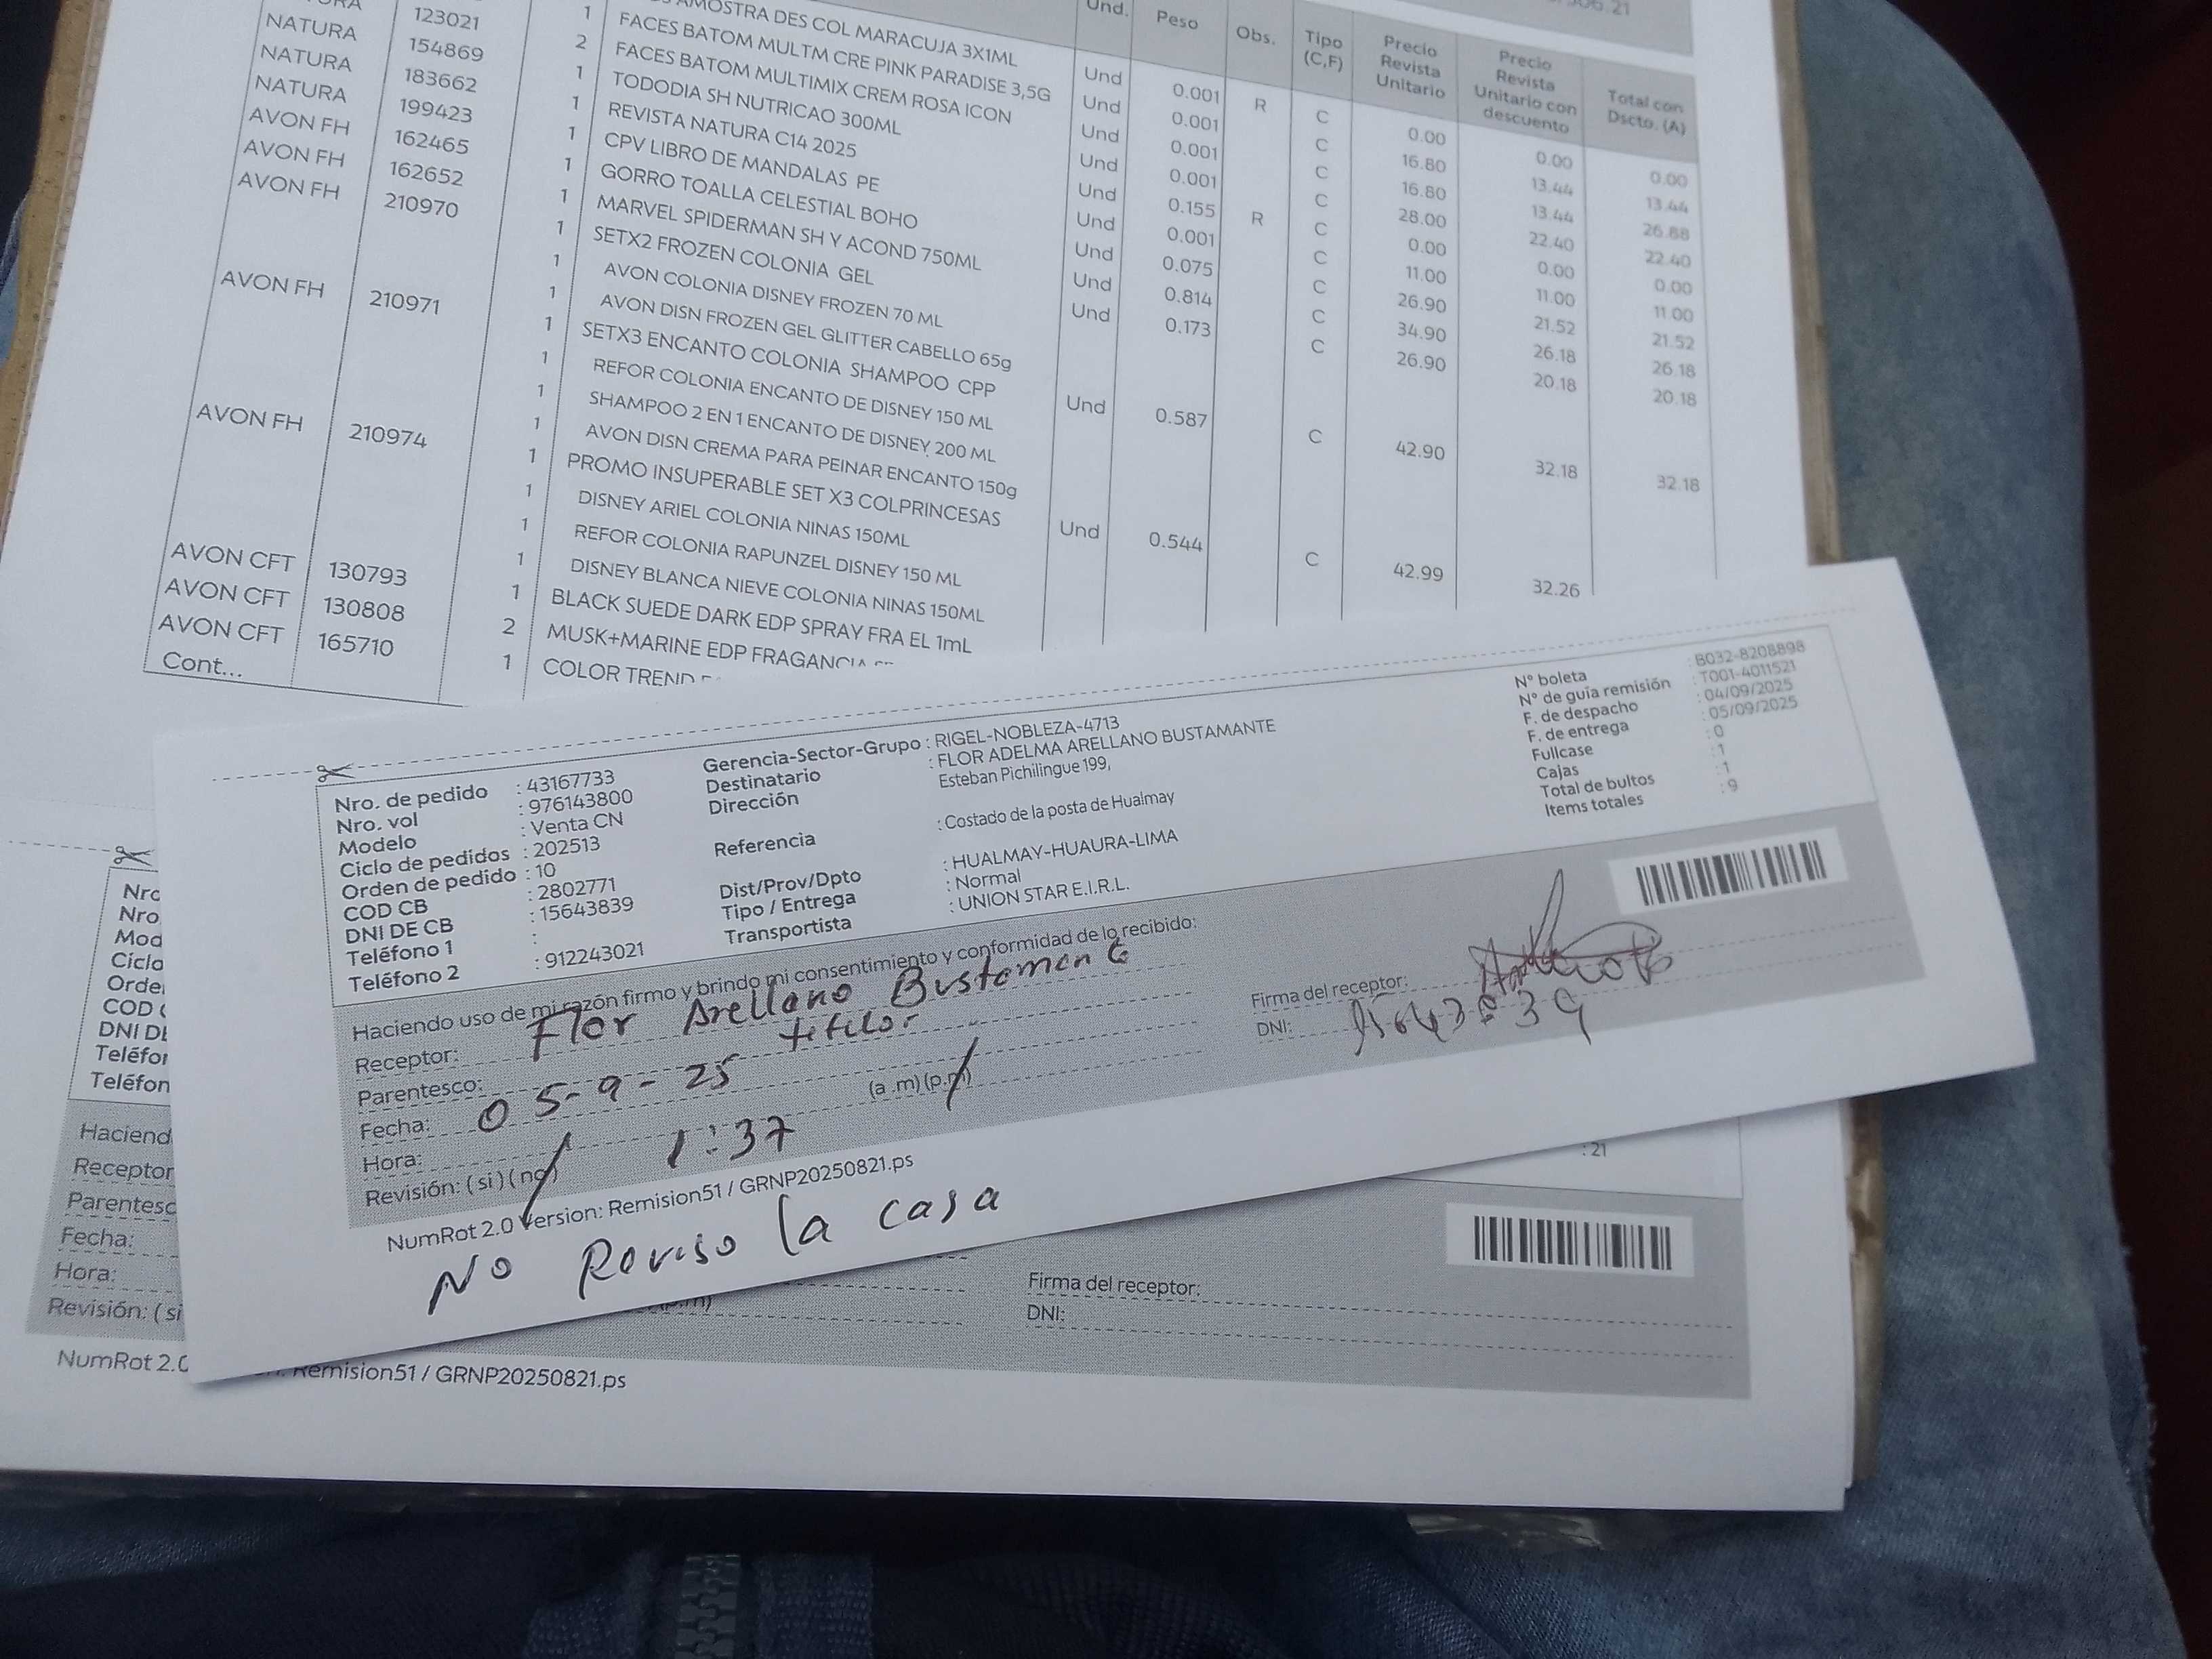 Und. Peso Obs. Tipo (C,F) Precio Revista Unitario Precio Revista Unitario con descuento Total con Dscto. (A)
123021 1 AMOSTRA DES COL MARACUJA 3X1ML Und 0.001 R C 0.00 0.00 0.00
NATURA 154869 2 FACES BATOM MULTM CRE PINK PARADISE 3,5G Und 0.001 C 16.80 13.44 13.44
NATURA 183662 1 FACES BATOM MULTIMIX CREM ROSA ICON Und 0.001 C 16.80 13.44 26.88
NATURA 199423 1 TODODIA SH NUTRICAO 300ML Und 0.001 C 28.00 22.40 22.40
AVON FH 162465 1 REVISTA NATURA C14 2025 Und 0.155 R C 0.00 0.00 0.00
AVON FH 162652 1 CPV LIBRO DE MANDALAS PE Und 0.001 C 11.00 11.00 11.00
AVON FH 210970 1 GORRO TOALLA CELESTIAL BOHO Und 0.075 C 26.90 21.52 21.52
1 MARVEL SPIDERMAN SH Y ACOND 750ML Und 0.814 C 34.90 26.18 26.18
1 SETX2 FROZEN COLONIA GEL Und 0.173 C 26.90 20.18 20.18
1 AVON COLONIA DISNEY FROZEN 70 ML
1 AVON DISN FROZEN GEL GLITTER CABELLO 65g
AVON FH 210971 1 SETX3 ENCANTO COLONIA SHAMPOO CPP Und 0.587 C 42.90 32.18 32.18
1 REFOR COLONIA ENCANTO DE DISNEY 150 ML
1 SHAMPOO 2 EN 1 ENCANTO DE DISNEY 200 ML
1 AVON DISN CREMA PARA PEINAR ENCANTO 150g
AVON FH 210974 1 PROMO INSUPERABLE SET X3 COLPRINCESAS Und 0.544 C 42.99 32.26
1 DISNEY ARIEL COLONIA NINAS 150ML
1 REFOR COLONIA RAPUNZEL DISNEY 150 ML
1 DISNEY BLANCA NIEVE COLONIA NINAS 150ML
AVON CFT 130793 1 BLACK SUEDE DARK EDP SPRAY FRA EL 1mL
AVON CFT 130808 2 MUSK+MARINE EDP FRAGANCIA
AVON CFT 165710 1 COLOR TREND
Cont...
Nro. de pedido : 43167733
Nro. vol : 976143800
Modelo : Venta CN
Ciclo de pedidos : 202513
Orden de pedido : 10
COD CB : 2802771
DNI DE CB : 15643839
Teléfono 1 :
Teléfono 2 : 912243021
Gerencia-Sector-Grupo : RIGEL-NOBLEZA-4713
Destinatario : FLOR ADELMA ARELLANO BUSTAMANTE
Dirección Esteban Pichilingue 199,
Referencia : Costado de la posta de Hualmay
Dist/Prov/Dpto : HUALMAY-HUAURA-LIMA
Tipo / Entrega : Normal
Transportista : UNION STAR E.I.R.L.
N° boleta : B032-8208898
N° de guía remisión : T001-4011521
F. de despacho : 04/09/2025
F. de entrega : 05/09/2025
Fullcase : 0
Cajas : 1
Total de bultos : 1
Items totales : 9
Haciendo uso de mi razón firmo y brindo mi consentimiento y conformidad de lo recibido:
Receptor: Flor Arellano Bustamante
Parentesco: titilar
Fecha: 05-9-25
Hora: 1:37 (a.m)(p.m)
Revisión: (si)(no)
Firma del receptor:
DNI: 15643839
NumRot 2.0 Version: Remision51 / GRNP20250821.ps
No Reviso la casa
Nro
Nro
Mod
Ciclo
Orde
COD
DNI DE
Teléfo
Teléfon
Haciend
Receptor
Parentesc
Fecha:
Hora:
Revisión: (si
: 21
Firma del receptor:
DNI:
NumRot 2.0 Remision51 / GRNP20250821.ps